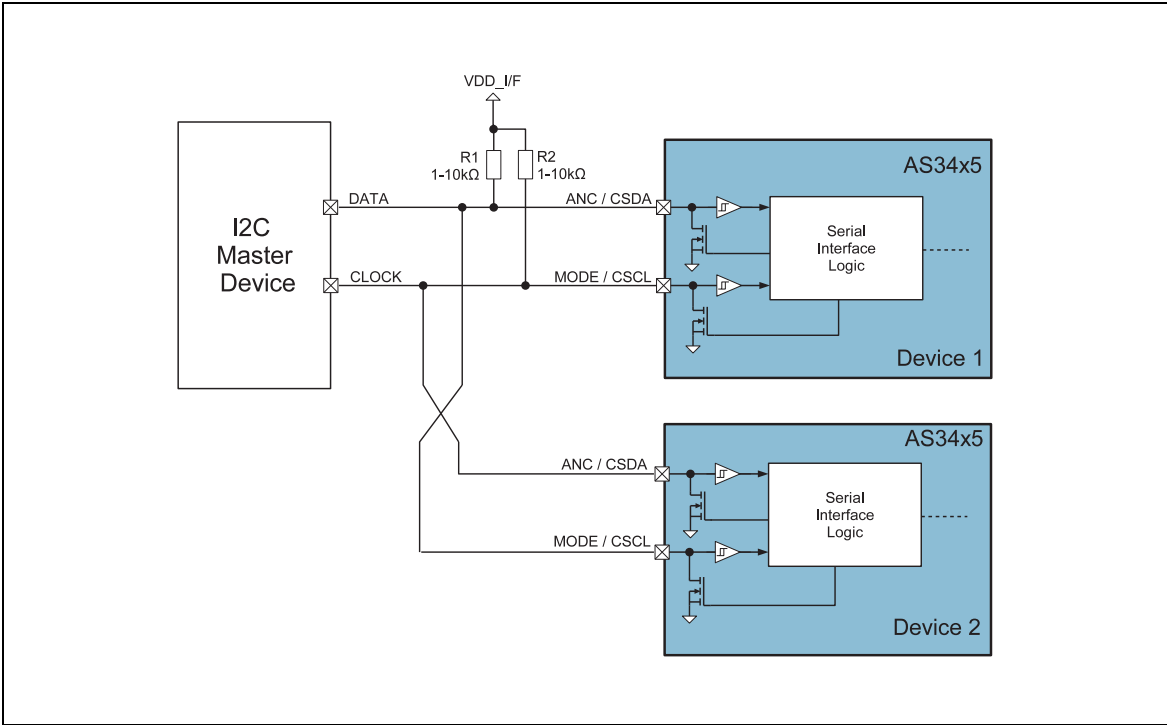 VDD_I/F
R1
1-10kΩ
R2
1-10kΩ
I2C
Master
Device
DATA
CLOCK
ANC / CSDA
MODE / CSCL
AS34x5
Serial
Interface
Logic
Device 1
ANC / CSDA
MODE / CSCL
AS34x5
Serial
Interface
Logic
Device 2